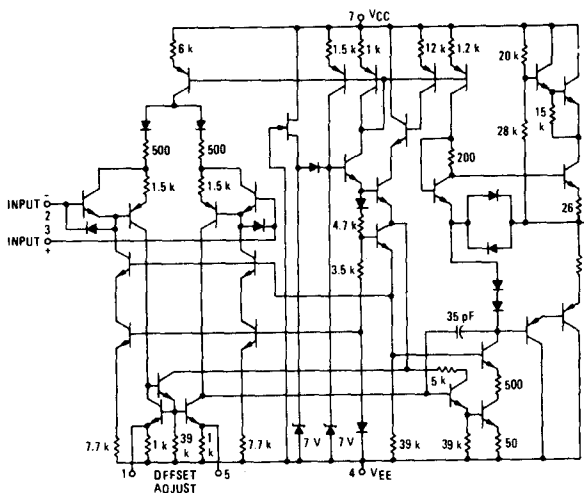 7 VCC
6 k
1.5 k
1 k
12 k
1.2 k
20 k
15 k
28 k
500
500
200
1.5 k
1.5 k
INPUT -
2
3
INPUT +
26
4.7 k
3.5 k
35 pF
5 k
500
7.7 k
1 k
39 k
1 k
7.7 k
7 V
7 V
39 k
39 k
50
1
OFFSET ADJUST
5
4 VEE